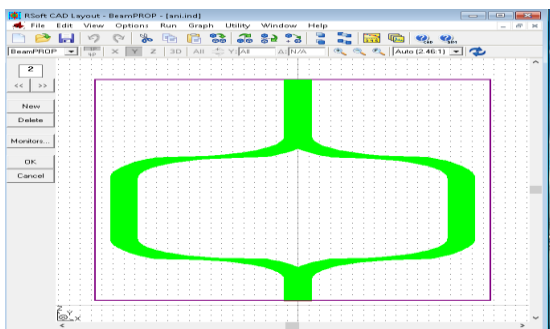 RSoft CAD Layout - BeamPROP - [ani.ind]
File Edit View Options Run Graph Utility Window Help
BeamPROP X Y Z 3D All Y: All Δ: N/A Auto (2.46:1)
2
<< >>
New
Delete
Monitors...
OK
Cancel
Z
Y
X